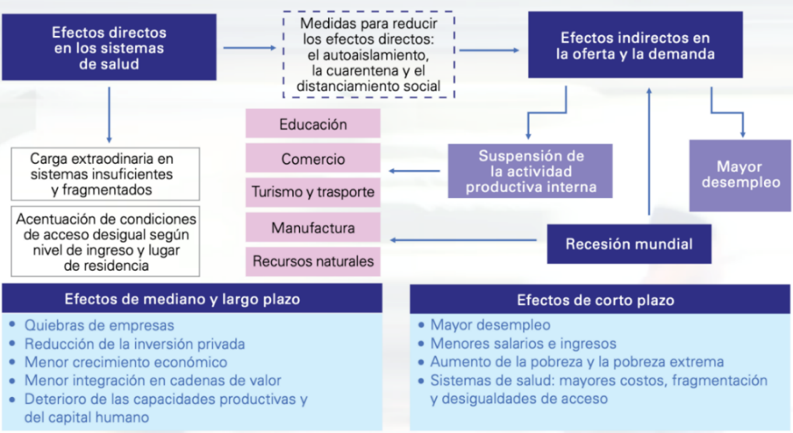 Efectos directos
en los sistemas
de salud
Medidas para reducir
los efectos directos:
el autoaislamiento,
la cuarentena y el
distanciamiento social
Efectos indirectos en
la oferta y la demanda
Carga extraodinaria en
sistemas insuficientes
y fragmentados
Acentuación de condiciones
de acceso desigual según
nivel de ingreso y lugar
de residencia
Educación
Comercio
Turismo y trasporte
Manufactura
Recursos naturales
Suspensión de
la actividad
productiva interna
Mayor
desempleo
Recesión mundial
Efectos de mediano y largo plazo
• Quiebras de empresas
• Reducción de la inversión privada
• Menor crecimiento económico
• Menor integración en cadenas de valor
• Deterioro de las capacidades productivas y
del capital humano
Efectos de corto plazo
• Mayor desempleo
• Menores salarios e ingresos
• Aumento de la pobreza y la pobreza extrema
• Sistemas de salud: mayores costos, fragmentación
y desigualdades de acceso